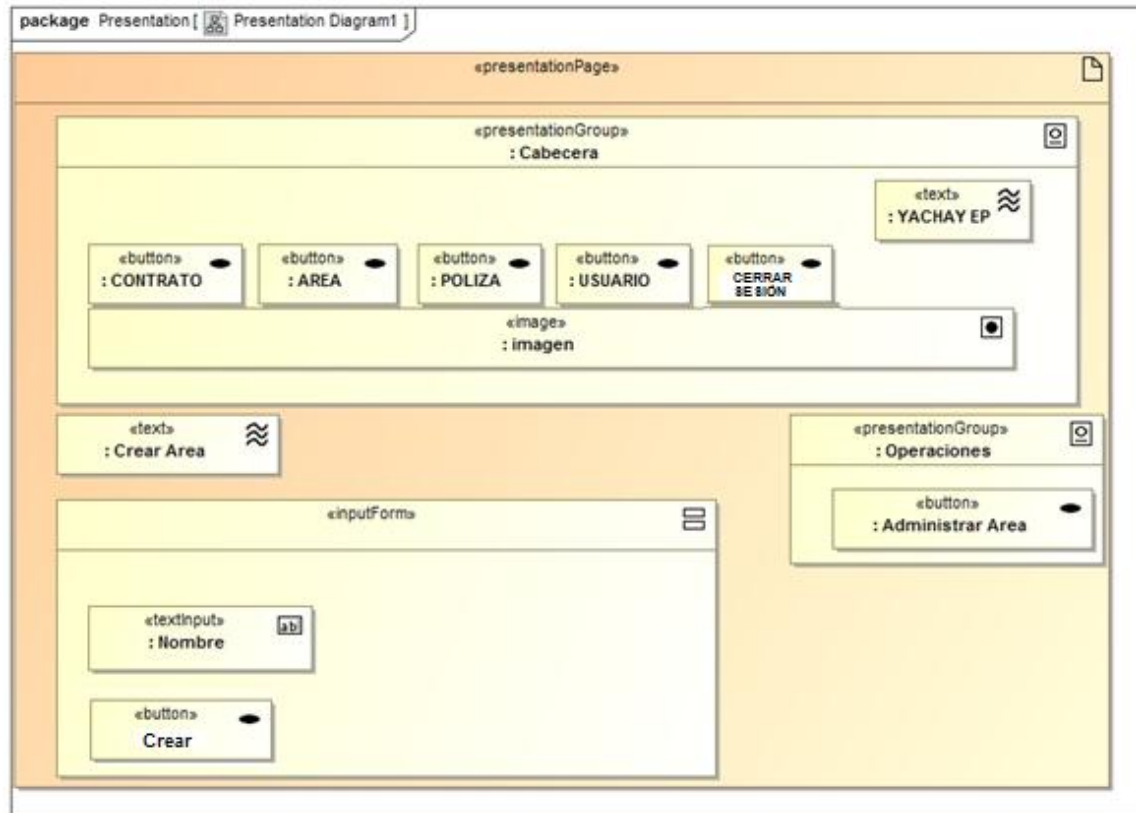 package Presentation [ Presentation Diagram1 ]
«presentationPage»
«presentationGroup»
: Cabecera
«text»
: YACHAY EP
«button»
: CONTRATO
«button»
: AREA
«button»
: POLIZA
«button»
: USUARIO
«button»
CERRAR
SESIÓN
«image»
: imagen
«text»
: Crear Area
«presentationGroup»
: Operaciones
«button»
: Administrar Area
«inputForm»
«textInput»
: Nombre
ab
«button»
Crear